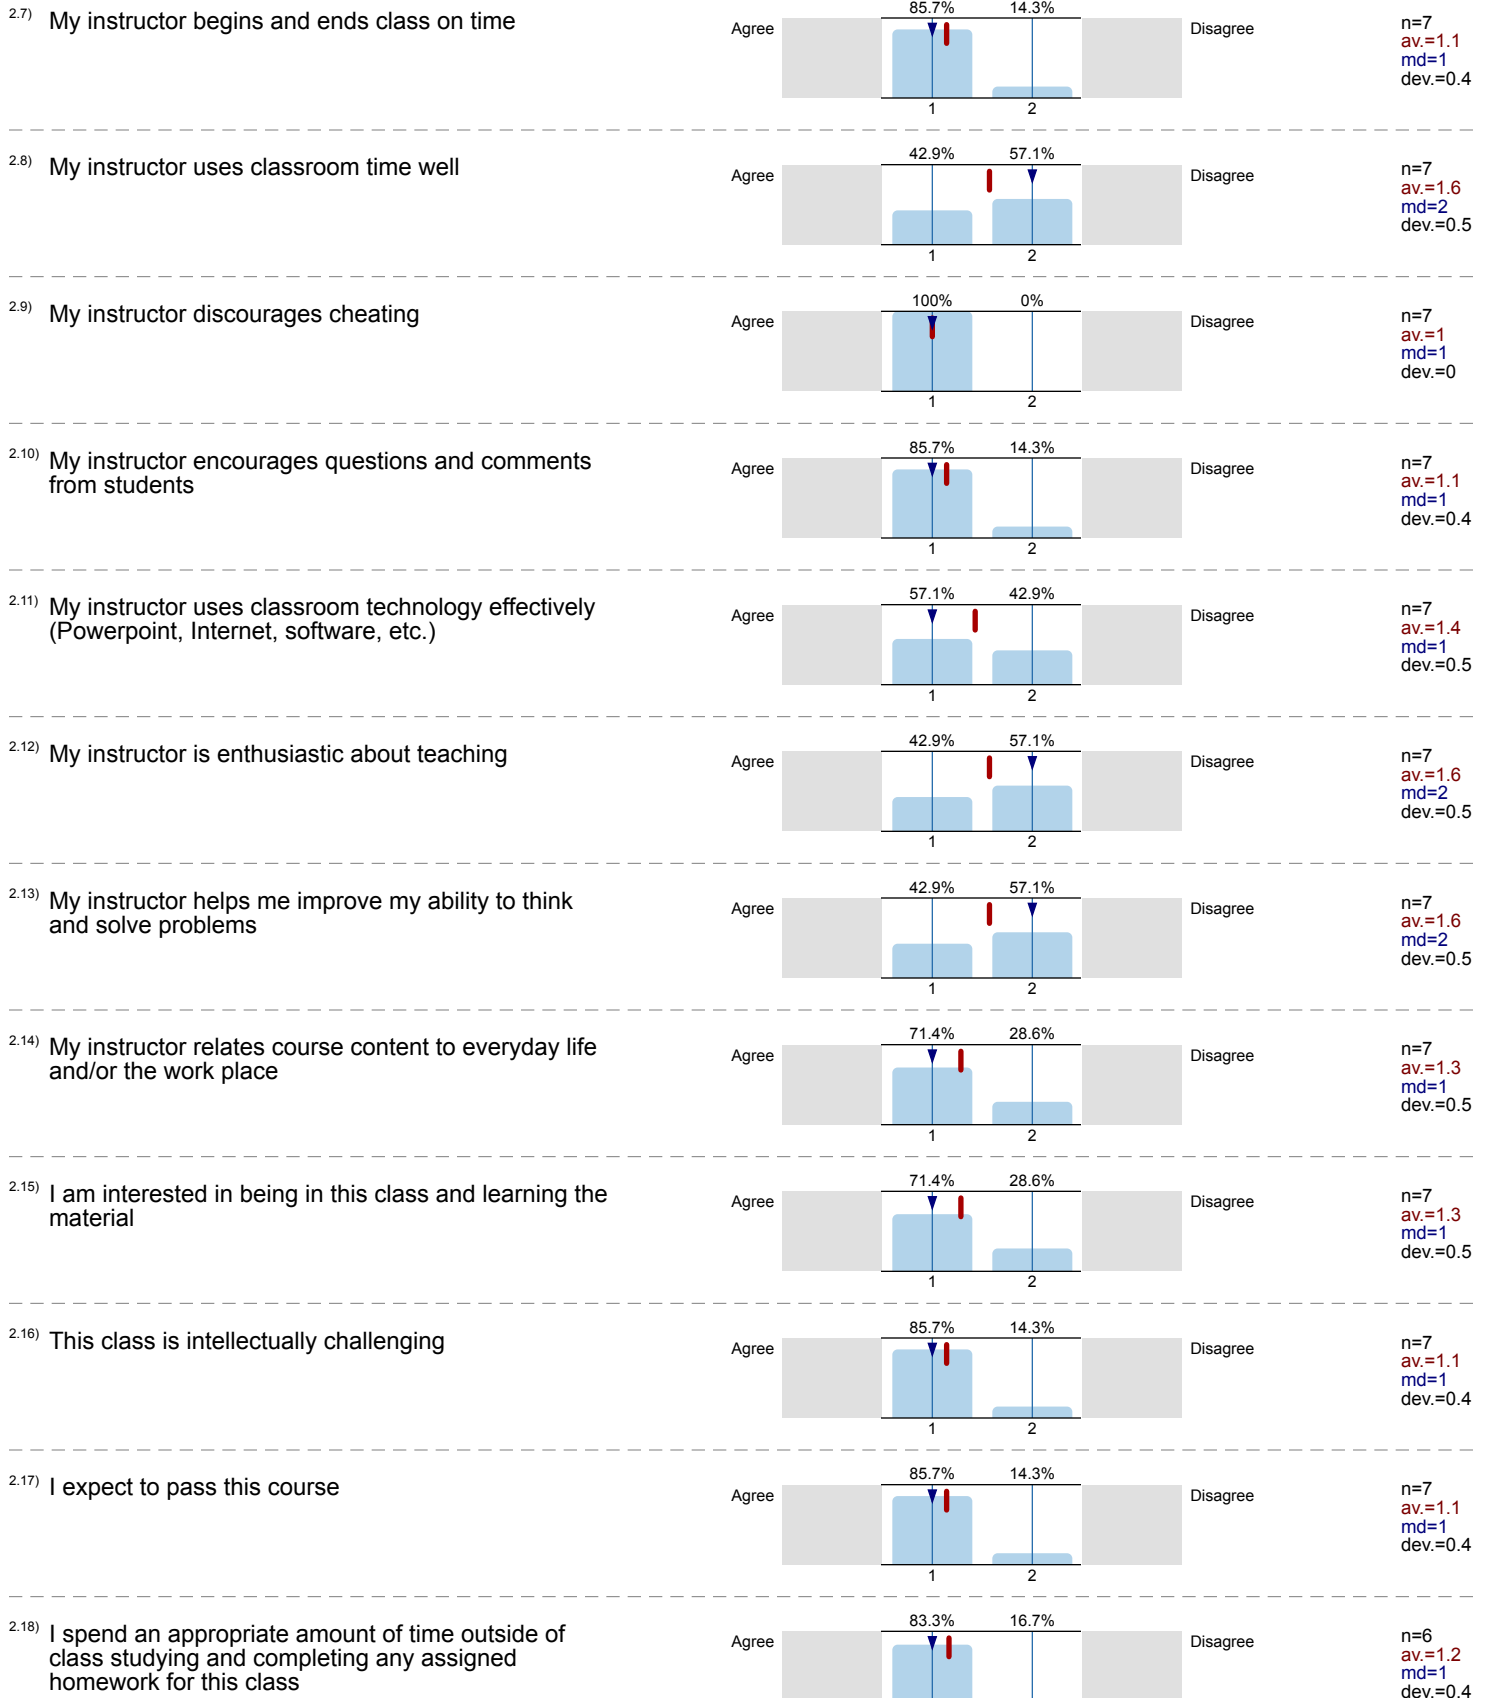 2.7) My instructor begins and ends class on time
85.7% 14.3%
Agree Disagree
1 2
n=7
av.=1.1
md=1
dev.=0.4
2.8) My instructor uses classroom time well
42.9% 57.1%
Agree Disagree
1 2
n=7
av.=1.6
md=2
dev.=0.5
2.9) My instructor discourages cheating
100% 0%
Agree Disagree
1 2
n=7
av.=1
md=1
dev.=0
2.10) My instructor encourages questions and comments
from students
85.7% 14.3%
Agree Disagree
1 2
n=7
av.=1.1
md=1
dev.=0.4
2.11) My instructor uses classroom technology effectively
(Powerpoint, Internet, software, etc.)
57.1% 42.9%
Agree Disagree
1 2
n=7
av.=1.4
md=1
dev.=0.5
2.12) My instructor is enthusiastic about teaching
42.9% 57.1%
Agree Disagree
1 2
n=7
av.=1.6
md=2
dev.=0.5
2.13) My instructor helps me improve my ability to think
and solve problems
42.9% 57.1%
Agree Disagree
1 2
n=7
av.=1.6
md=2
dev.=0.5
2.14) My instructor relates course content to everyday life
and/or the work place
71.4% 28.6%
Agree Disagree
1 2
n=7
av.=1.3
md=1
dev.=0.5
2.15) I am interested in being in this class and learning the
material
71.4% 28.6%
Agree Disagree
1 2
n=7
av.=1.3
md=1
dev.=0.5
2.16) This class is intellectually challenging
85.7% 14.3%
Agree Disagree
1 2
n=7
av.=1.1
md=1
dev.=0.4
2.17) I expect to pass this course
85.7% 14.3%
Agree Disagree
1 2
n=7
av.=1.1
md=1
dev.=0.4
2.18) I spend an appropriate amount of time outside of
class studying and completing any assigned
homework for this class
83.3% 16.7%
Agree Disagree
n=6
av.=1.2
md=1
dev.=0.4